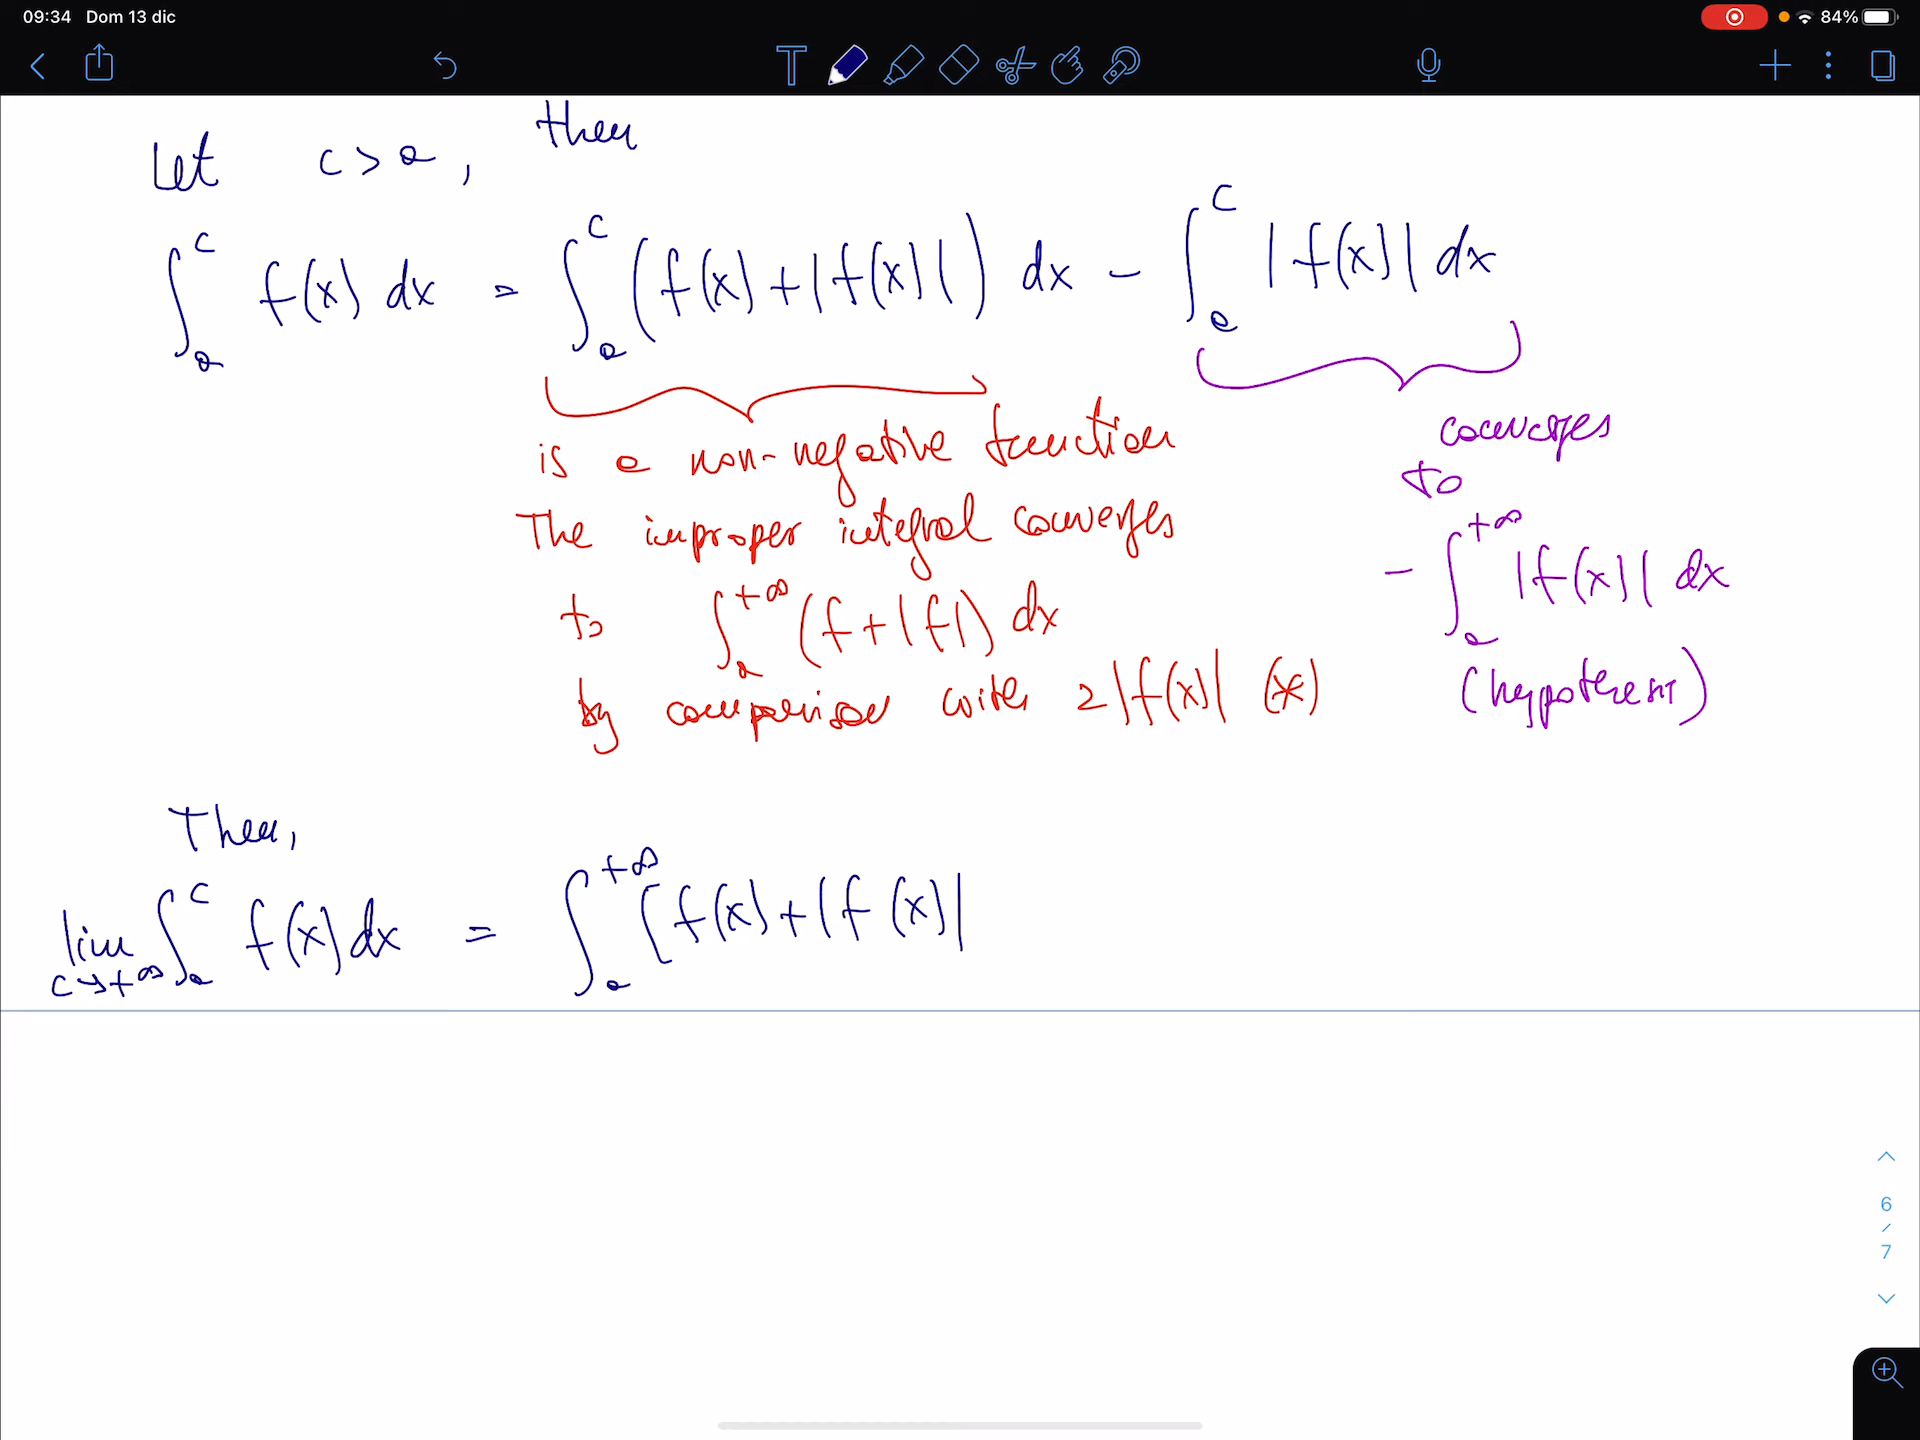 09:34 Dom 13 dic 84%
Let c > a, then
∫_a^c f(x) dx = ∫_a^c (f(x) + |f(x)|) dx - ∫_a^c |f(x)| dx
is a non-negative function
The improper integral converges
to ∫_a^{+∞} (f + |f|) dx
by comparison with 2|f(x)| (*)
converges
to
- ∫_a^{+∞} |f(x)| dx
(hypothesis)
Then,
lim_{c→+∞} ∫_a^c f(x) dx = ∫_a^{+∞} [f(x) + |f(x)|
6
/
7